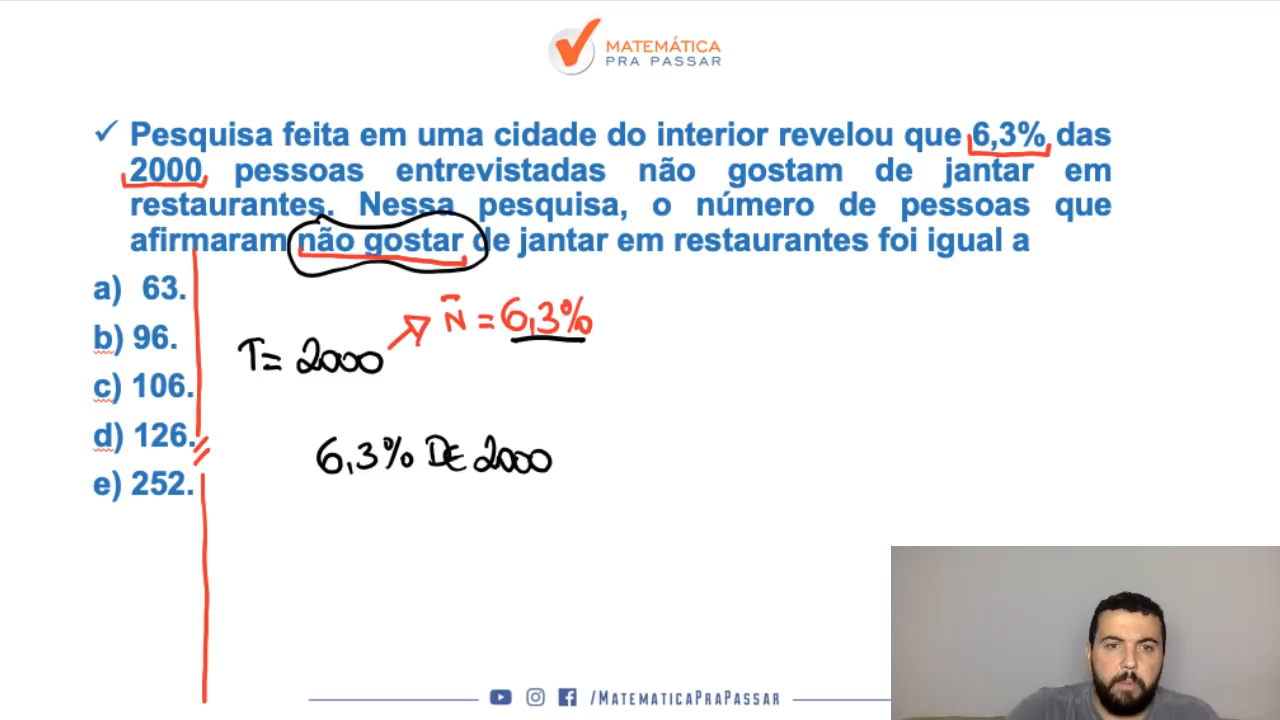 MATEMÁTICA
PRA PASSAR
✓ Pesquisa feita em uma cidade do interior revelou que 6,3% das
2000 pessoas entrevistadas não gostam de jantar em
restaurantes. Nessa pesquisa, o número de pessoas que
afirmaram não gostar de jantar em restaurantes foi igual a
a) 63.
b) 96.
c) 106.
d) 126.
e) 252.
N̄ = 6,3%
T= 2000
6,3% DE 2000
/MATEMATICAPRAPASSAR